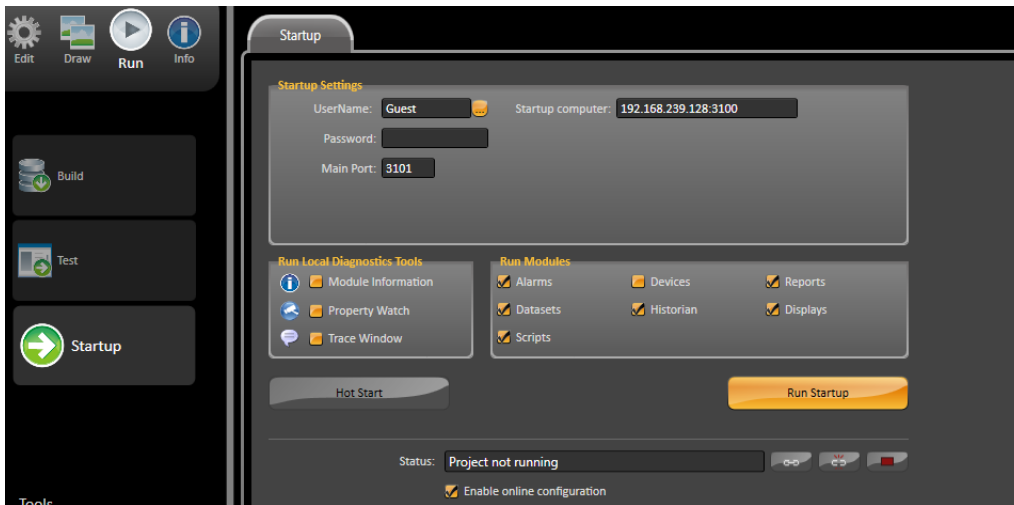 Edit Draw Run Info
Startup
Startup Settings
UserName: Guest Startup computer: 192.168.239.128:3100
Password:
Main Port: 3101
Build
Test
Startup
Run Local Diagnostics Tools
Module Information
Property Watch
Trace Window
Run Modules
Alarms Devices Reports
Datasets Historian Displays
Scripts
Hot Start Run Startup
Status: Project not running
Enable online configuration
Tools